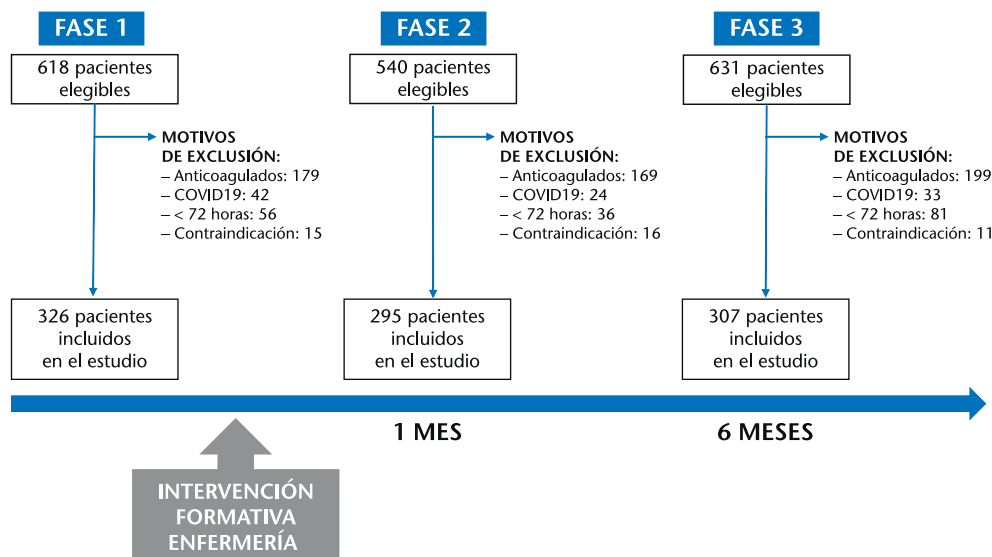 FASE 1
618 pacientes
elegibles
MOTIVOS
DE EXCLUSIÓN:
– Anticoagulados: 179
– COVID19: 42
– < 72 horas: 56
– Contraindicación: 15
326 pacientes
incluidos
en el estudio
FASE 2
540 pacientes
elegibles
MOTIVOS
DE EXCLUSIÓN:
– Anticoagulados: 169
– COVID19: 24
– < 72 horas: 36
– Contraindicación: 16
295 pacientes
incluidos
en el estudio
FASE 3
631 pacientes
elegibles
MOTIVOS
DE EXCLUSIÓN:
– Anticoagulados: 199
– COVID19: 33
– < 72 horas: 81
– Contraindicación: 11
307 pacientes
incluidos
en el estudio
1 MES
6 MESES
INTERVENCIÓN
FORMATIVA
ENFERMERÍA